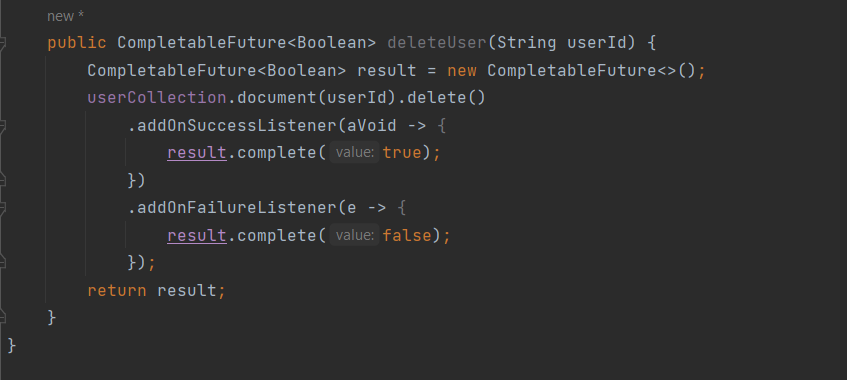 new *
public CompletableFuture<Boolean> deleteUser(String userId) {
CompletableFuture<Boolean> result = new CompletableFuture<>();
userCollection.document(userId).delete()
.addOnSuccessListener(aVoid -> {
result.complete( value: true);
})
.addOnFailureListener(e -> {
result.complete( value: false);
});
return result;
}
}